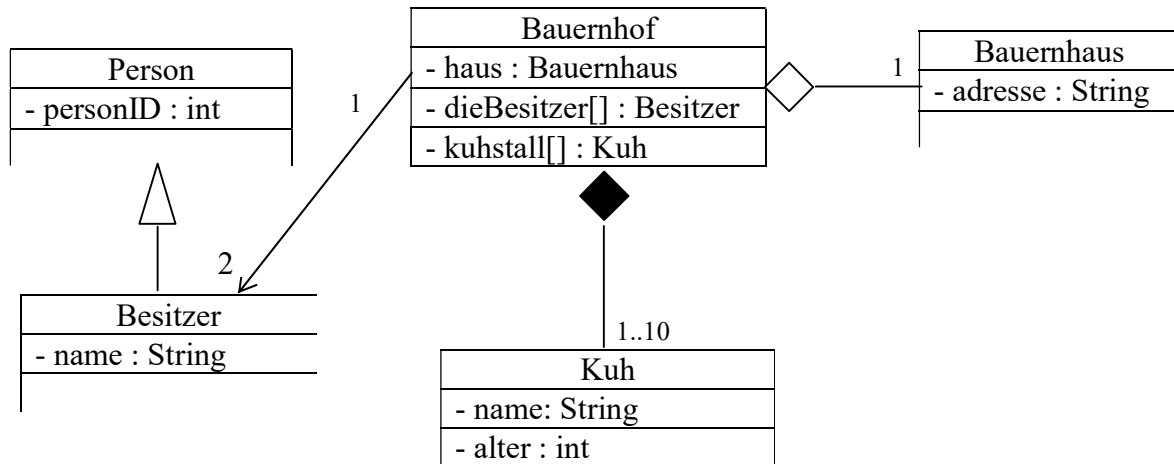 Person
- personID : int
Bauernhof
- haus : Bauernhaus
- dieBesitzer[] : Besitzer
- kuhstall[] : Kuh
Bauernhaus
- adresse : String
1
1
2
Besitzer
- name : String
1..10
Kuh
- name: String
- alter : int